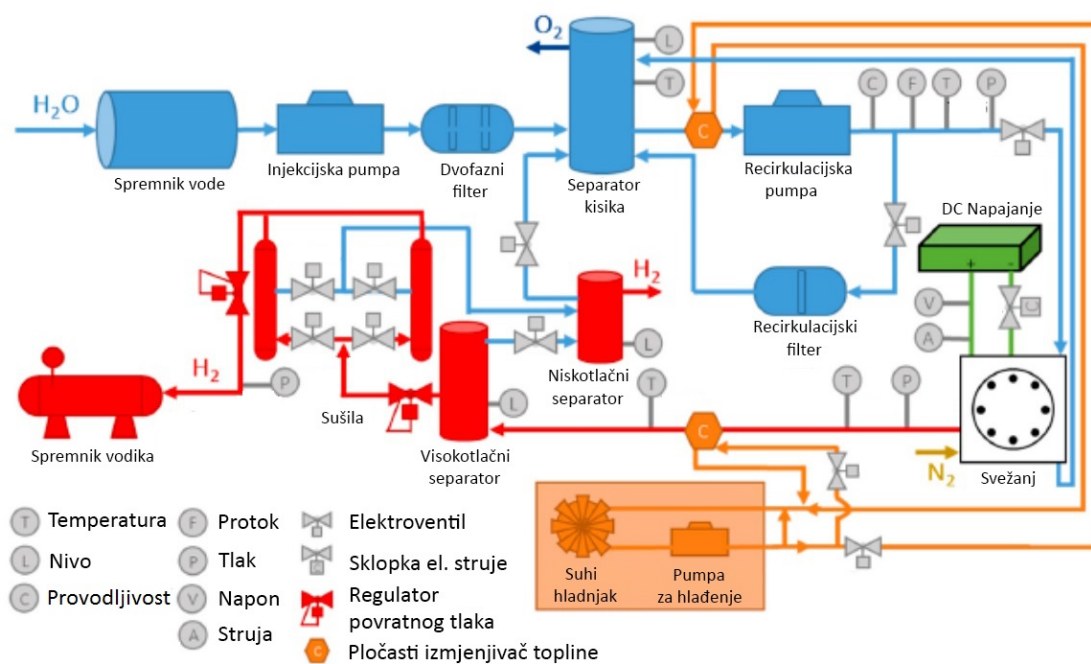 O₂
L
T
H₂O
C
C
F
T
P
Spremnik vode
Injekcijska pumpa
Dvofazni
filter
Separator
kisika
Recirkulacijska
pumpa
DC Napajanje
+
-
H₂
V
A
Recirkulacijski
filter
L
Niskotlačni
separator
H₂
P
Sušila
L
T
C
T
P
Spremnik vodika
Visokotlačni
separator
N₂
Svežanj
Suhi
hladnjak
Pumpa
za hlađenje
T Temperatura
L Nivo
C Provodljivost
F Protok
P Tlak
V Napon
A Struja
Elektroventil
Sklopka el. struje
Regulator
povratnog tlaka
C Pločasti izmjenjivač topline